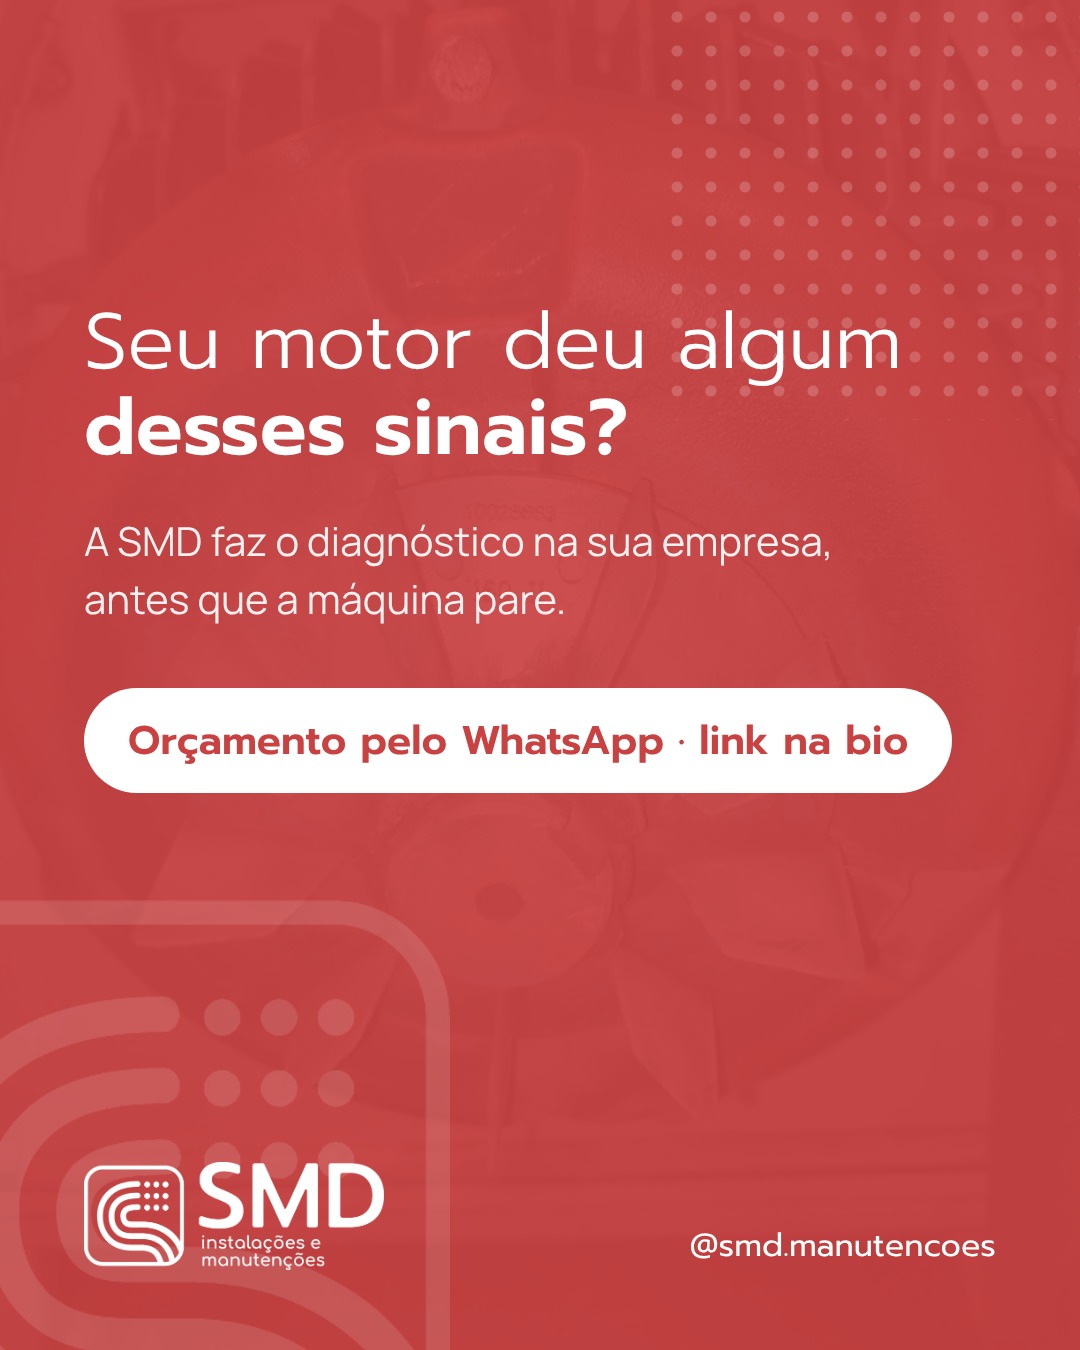 Seu motor deu algum
desses sinais?
A SMD faz o diagnóstico na sua empresa,
antes que a máquina pare.
Orçamento pelo WhatsApp · link na bio
SMD
instalações e
manutenções
@smd.manutencoes